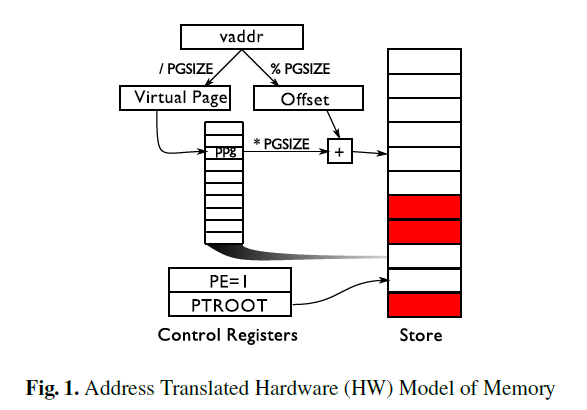 vaddr
/ PGSIZE
% PGSIZE
Virtual Page
Offset
ppg
* PGSIZE
+
PE=1
PTROOT
Control Registers
Store
Fig. 1. Address Translated Hardware (HW) Model of Memory